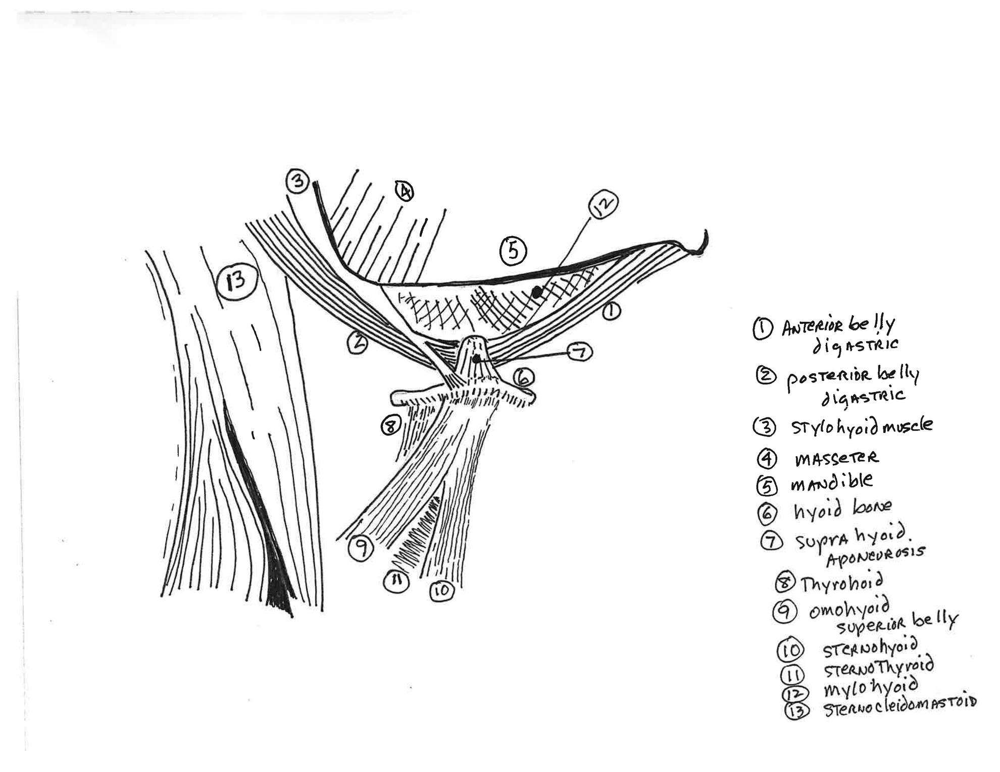 3
4
12
5
13
1
2
7
6
8
9
11
10
1 ANTERIOR belly
digASTRIC
2 posTERIOR belly
digASTRIC
3 STylohyoid muscle
4 MASSETER
5 MANdible
6 hyoid bone
7 SUPRA hyoid.
APONEUROSIS
8 Thyrohoid
9 omohyoid
SUPERIOR belly
10 STERNOhyoid
11 STERNOThyroid
12 mylohyoid
13 STERNOcleidomASTOID